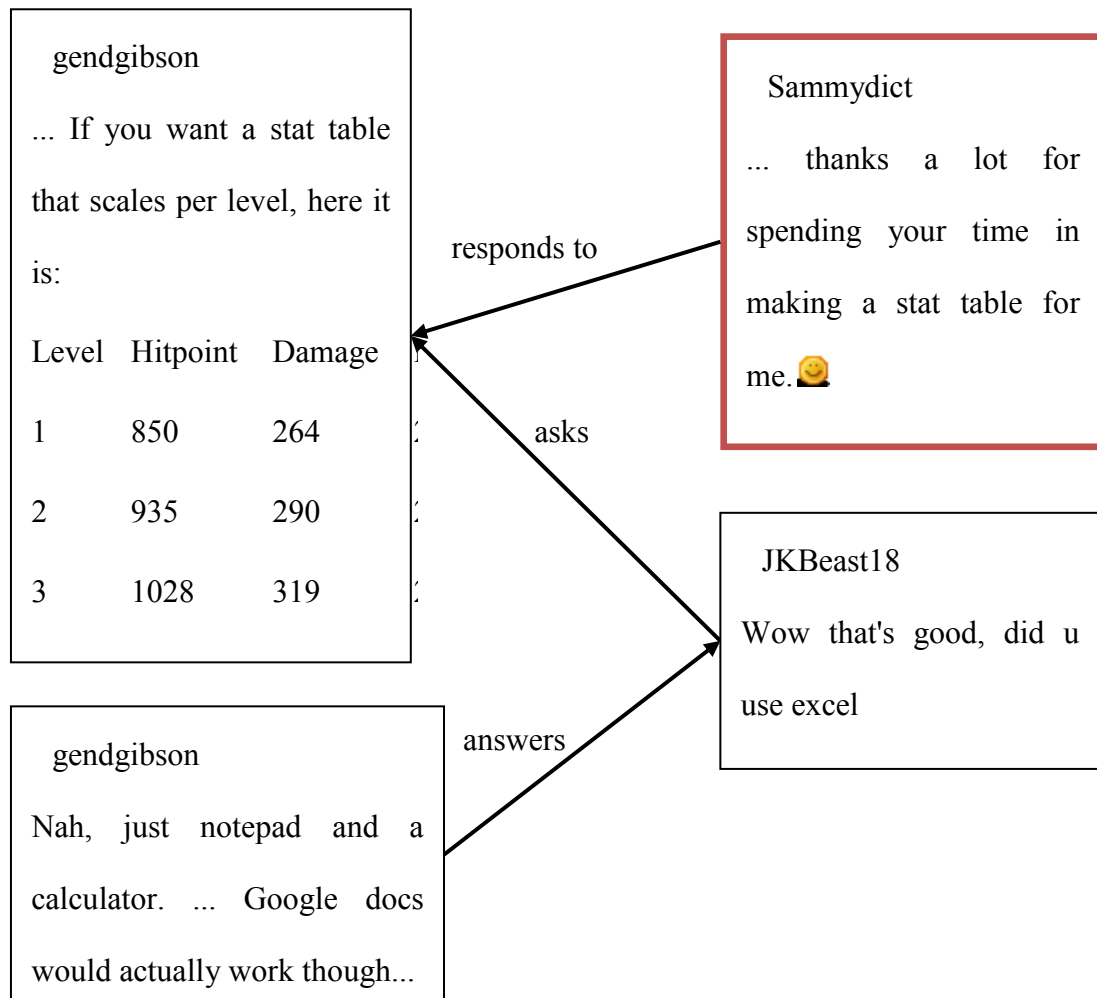 gendgibson
... If you want a stat table
that scales per level, here it
is:
Level Hitpoint Damage
1 850 264
2 935 290
3 1028 319
responds to
Sammydict
... thanks a lot for
spending your time in
making a stat table for
me.
asks
JKBeast18
Wow that's good, did u
use excel
answers
gendgibson
Nah, just notepad and a
calculator. ... Google docs
would actually work though...